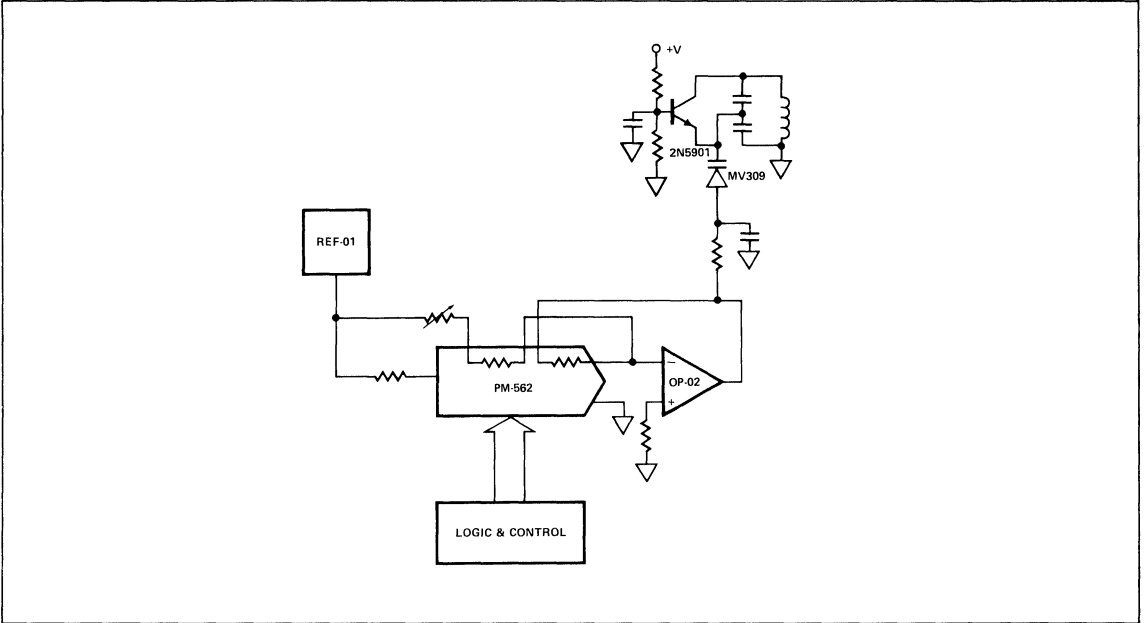 +V
2N5901
MV309
REF-01
PM-562
−
OP-02
+
LOGIC & CONTROL